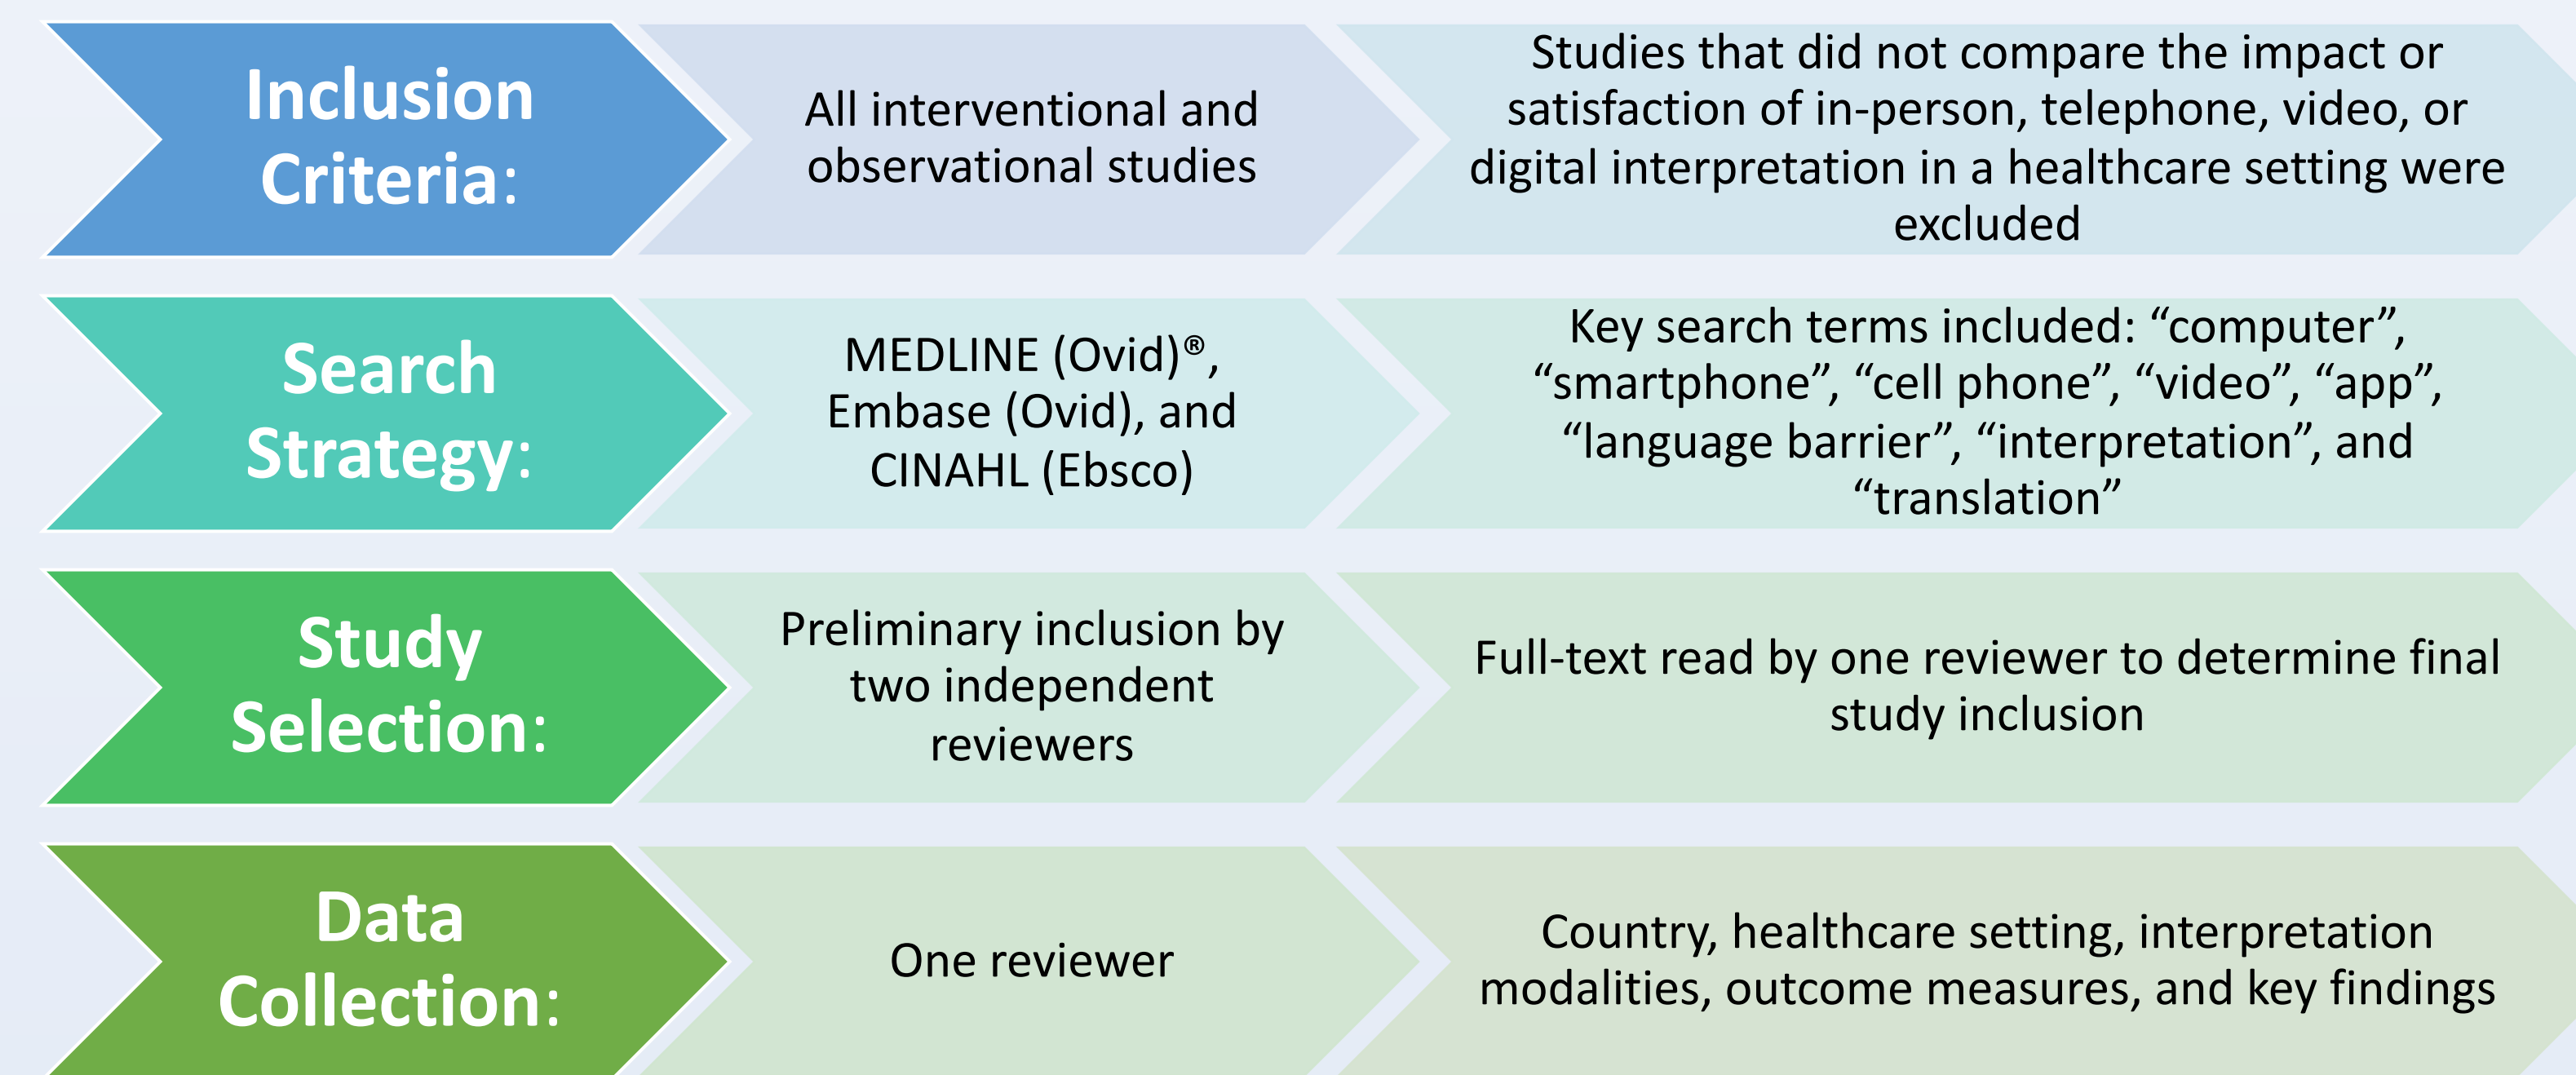 Inclusion
Criteria:
All interventional and
observational studies
Studies that did not compare the impact or
satisfaction of in-person, telephone, video, or
digital interpretation in a healthcare setting were
excluded
Search
Strategy:
MEDLINE (Ovid)®,
Embase (Ovid), and
CINAHL (Ebsco)
Key search terms included: “computer”,
“smartphone”, “cell phone”, “video”, “app”,
“language barrier”, “interpretation”, and
“translation”
Study
Selection:
Preliminary inclusion by
two independent
reviewers
Full-text read by one reviewer to determine final
study inclusion
Data
Collection:
One reviewer
Country, healthcare setting, interpretation
modalities, outcome measures, and key findings